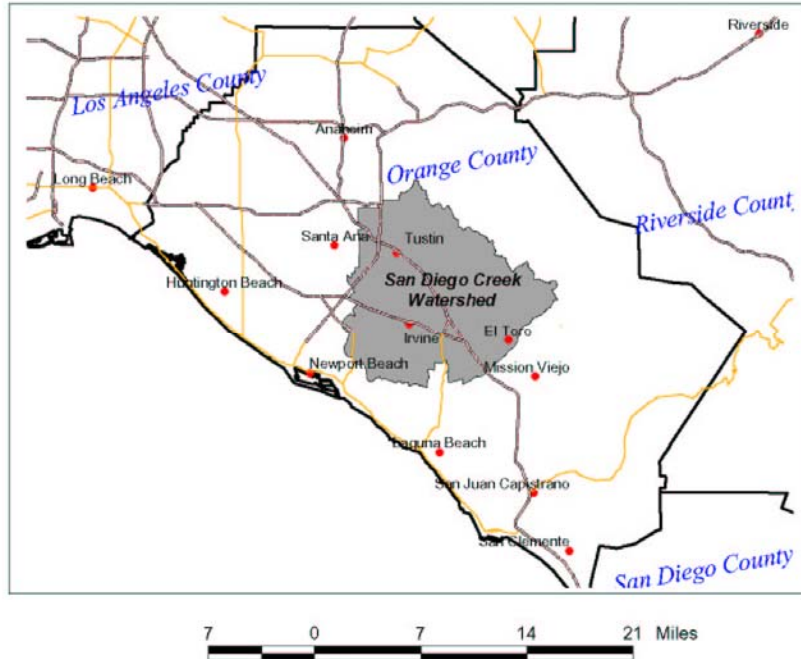 Riverside
Los Angeles County
Anaheim
Orange County
Long Beach
Riverside County
Santa Ana
Tustin
San Diego Creek
Watershed
Huntington Beach
Irvine
El Toro
Newport Beach
Mission Viejo
Laguna Beach
San Juan Capistrano
San Clemente
San Diego County
7 0 7 14 21 Miles